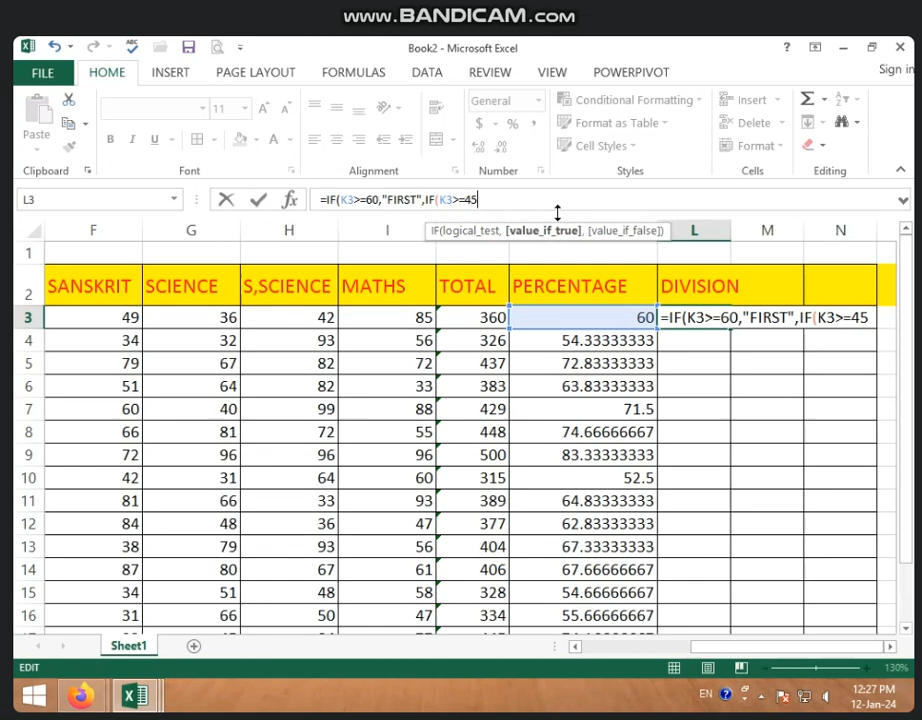 WWW.BANDICAM.COM
Book2 - Microsoft Excel
Sign in
FILE HOME INSERT PAGE LAYOUT FORMULAS DATA REVIEW VIEW POWERPIVOT
Paste
11
General
Conditional Formatting
Format as Table
Cell Styles
Insert
Delete
Format
Clipboard Font Alignment Number Styles Cells Editing
L3 =IF(K3>=60,"FIRST",IF(K3>=45
IF(logical_test, [value_if_true], [value_if_false])
F G H I L M N
1
2 SANSKRIT SCIENCE S,SCIENCE MATHS TOTAL PERCENTAGE DIVISION
3 49 36 42 85 360 60 =IF(K3>=60,"FIRST",IF(K3>=45
4 34 32 93 56 326 54.33333333
5 79 67 82 72 437 72.83333333
6 51 64 82 33 383 63.83333333
7 60 40 99 88 429 71.5
8 66 81 72 55 448 74.66666667
9 72 96 96 96 500 83.33333333
10 42 31 64 60 315 52.5
11 81 66 33 93 389 64.83333333
12 84 48 36 47 377 62.83333333
13 38 79 93 56 404 67.33333333
14 87 80 67 61 406 67.66666667
15 34 51 48 58 328 54.66666667
16 31 66 50 47 334 55.66666667
Sheet1
EDIT 130%
EN 12:27 PM
12-Jan-24